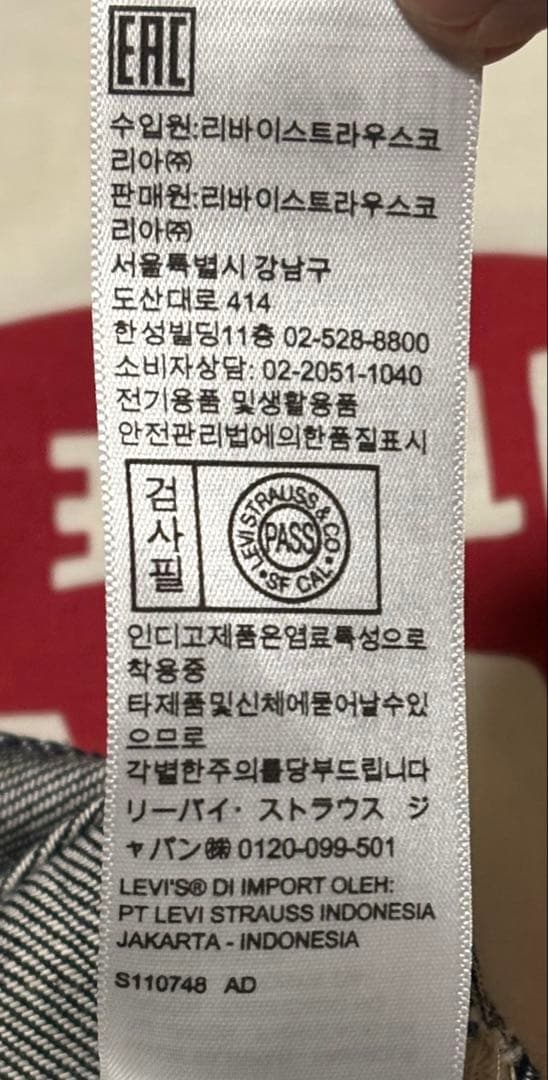 EAC
수입원:리바이스트라우스코
리아㈜
판매원:리바이스트라우스코
리아㈜
서울특별시 강남구
도산대로 414
한성빌딩11층 02-528-8800
소비자상담: 02-2051-1040
전기용품 및생활용품
안전관리법에의한품질표시
검사필
LEVI STRAUSS & CO
PASS
• SF CAL •
인디고제품은염료특성으로
착용중
타제품및신체에묻어날수있
으므로
각별한주의를당부드립니다
リーバイ・ ストラウス ジ
ャパン㈱ 0120-099-501
LEVI'S® DI IMPORT OLEH:
PT LEVI STRAUSS INDONESIA
JAKARTA - INDONESIA
S110748 AD